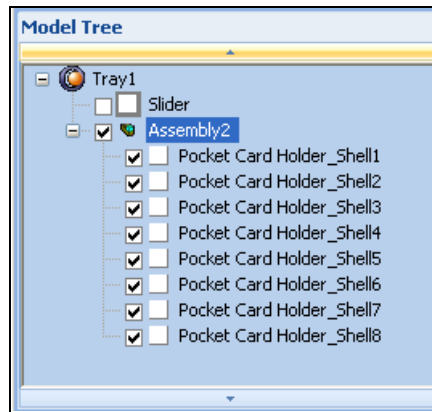 Model Tree
Tray1
Slider
Assembly2
Pocket Card Holder_Shell1
Pocket Card Holder_Shell2
Pocket Card Holder_Shell3
Pocket Card Holder_Shell4
Pocket Card Holder_Shell5
Pocket Card Holder_Shell6
Pocket Card Holder_Shell7
Pocket Card Holder_Shell8